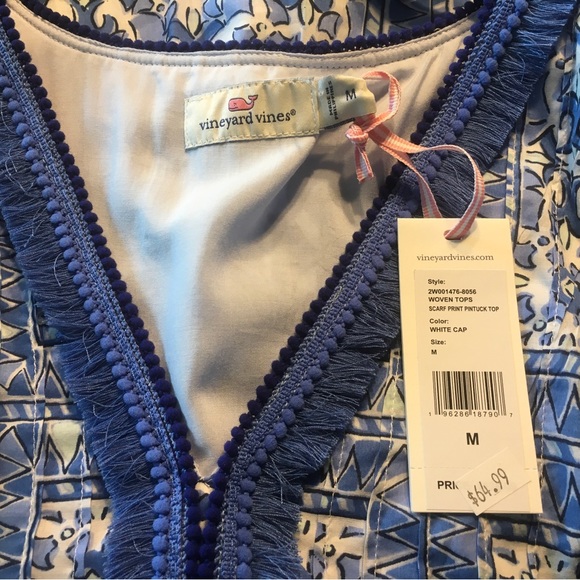 vineyard vines®
M
vineyardvines.com
Style:
2W001476-8056
WOVEN TOPS
SCARF PRINT PINTUCK TOP
Color:
WHITE CAP
Size:
M
1 96286 18790 7
M
$64.99